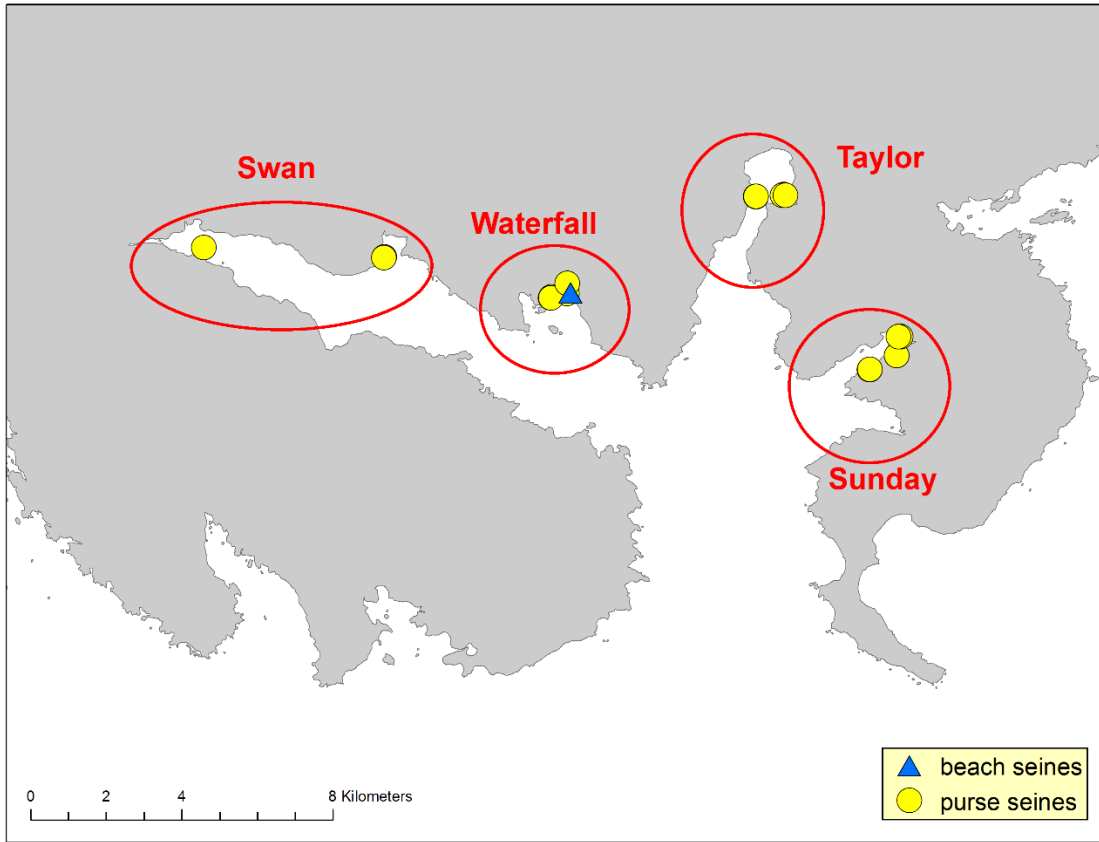 Taylor
Swan
Waterfall
Sunday
beach seines
purse seines
0 2 4 8 Kilometers